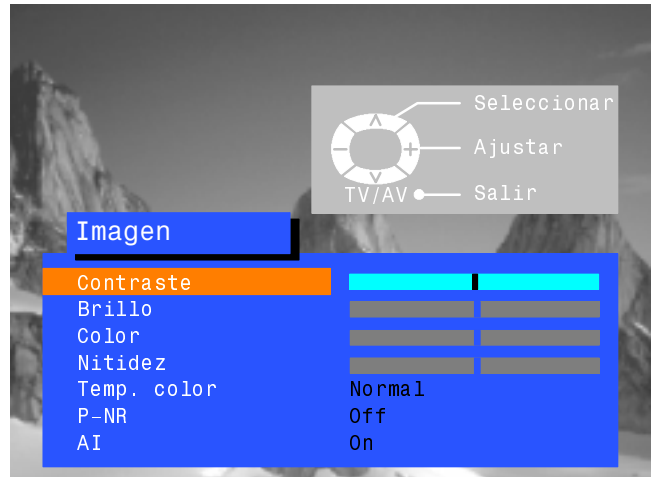 Seleccionar
Ajustar
TV/AV Salir
Imagen
Contraste
Brillo
Color
Nitidez
Temp. color Normal
P-NR Off
AI On